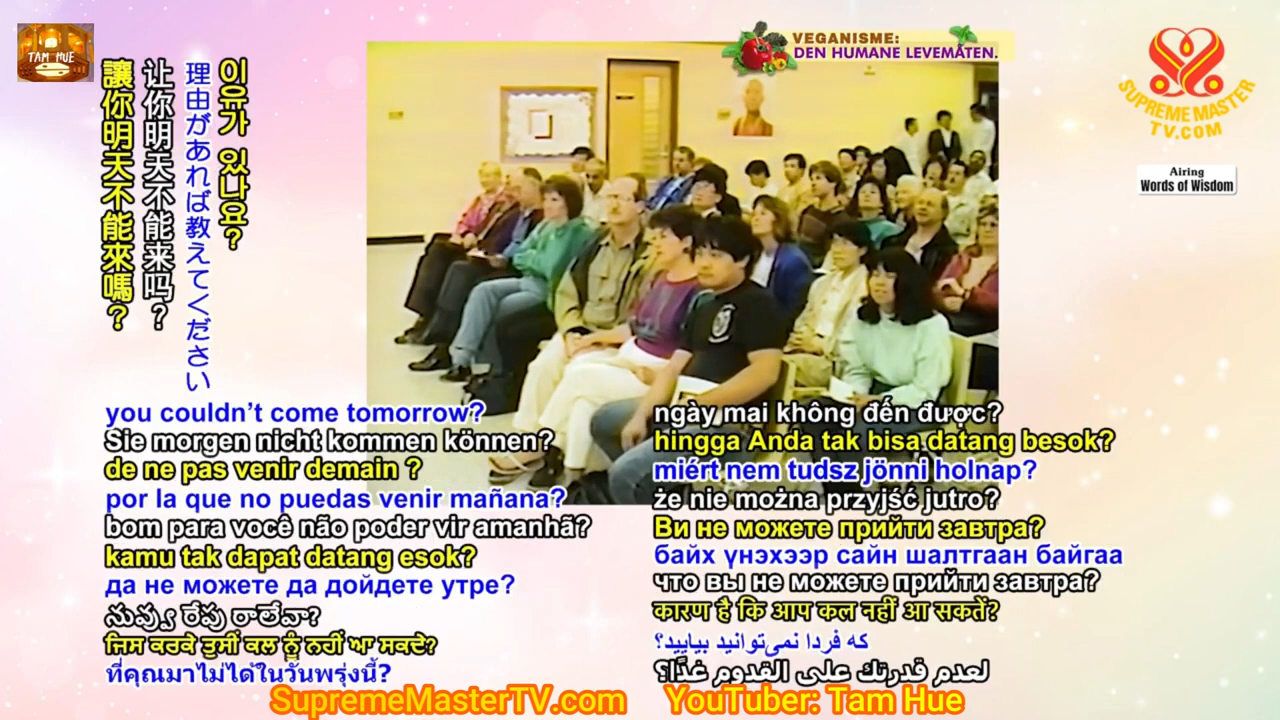 TAM HUE
VEGANISME:
DEN HUMANE LEVEMÅTEN.
SUPREME MASTER
TV.COM
Airing
Words of Wisdom
讓你明天不能來嗎？
让你明天不能来吗？
理由があれば教えてください
이유가 있나요?
you couldn’t come tomorrow?
Sie morgen nicht kommen können?
de ne pas venir demain ?
por la que no puedas venir mañana?
bom para você não poder vir amanhã?
kamu tak dapat datang esok?
да не можете да дойдете утре?
నువ్వు రేపు రాలేవా?
ਜਿਸ ਕਰਕੇ ਤੁਸੀਂ ਕਲ ਨੂੰ ਨਹੀਂ ਆ ਸਕਦੇ?
ที่คุณมาไม่ได้ในวันพรุ่งนี้?
ngày mai không đến được?
hingga Anda tak bisa datang besok?
miért nem tudsz jönni holnap?
że nie można przyjść jutro?
Ви не можете прийти завтра?
байх үнэхээр сайн шалтгаан байгаа
что вы не можете прийти завтра?
कारण है कि आप कल नहीं आ सकते?
که فردا نمی‌توانید بیایید؟
لعدم قدرتك على القدوم غدًا؟
SupremeMasterTV.com
YouTuber: Tam Hue